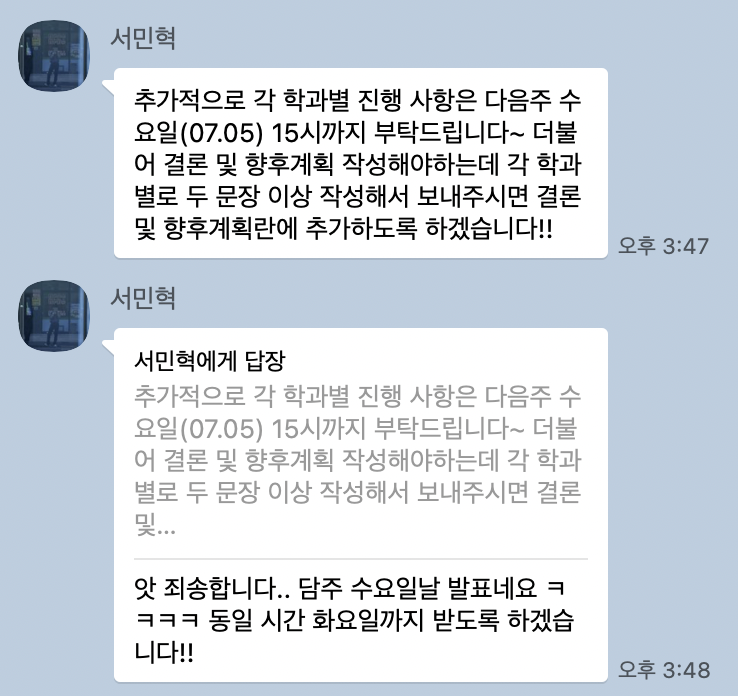 서민혁
추가적으로 각 학과별 진행 사항은 다음주 수
요일(07.05) 15시까지 부탁드립니다~ 더불
어 결론 및 향후계획 작성해야하는데 각 학과
별로 두 문장 이상 작성해서 보내주시면 결론
및 향후계획란에 추가하도록 하겠습니다!!
오후 3:47
서민혁
서민혁에게 답장
추가적으로 각 학과별 진행 사항은 다음주 수
요일(07.05) 15시까지 부탁드립니다~ 더불
어 결론 및 향후계획 작성해야하는데 각 학과
별로 두 문장 이상 작성해서 보내주시면 결론
및...
앗 죄송합니다.. 담주 수요일날 발표네요 ㅋ
ㅋㅋㅋㅋ 동일 시간 화요일까지 받도록 하겠습
니다!!
오후 3:48